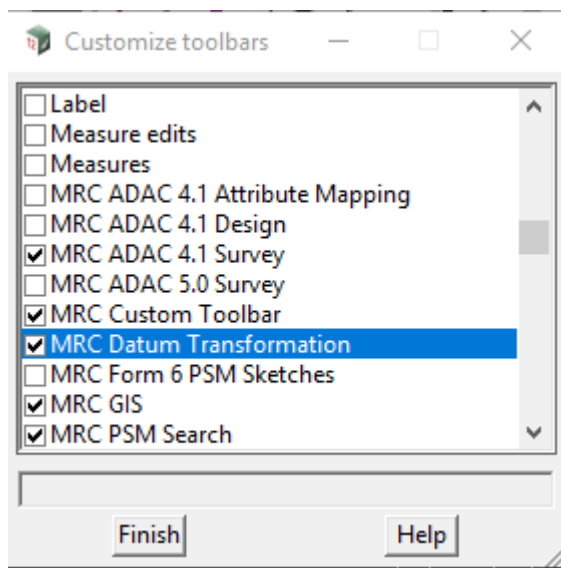 Customize toolbars
Label
Measure edits
Measures
MRC ADAC 4.1 Attribute Mapping
MRC ADAC 4.1 Design
MRC ADAC 4.1 Survey
MRC ADAC 5.0 Survey
MRC Custom Toolbar
MRC Datum Transformation
MRC Form 6 PSM Sketches
MRC GIS
MRC PSM Search
Finish Help